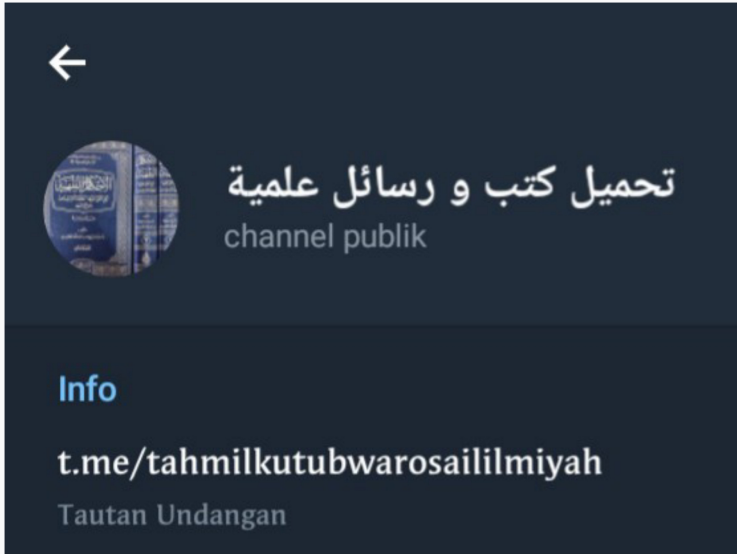 تحميل كتب و رسائل علمية
channel publik
Info
t.me/tahmilkutubwarosaililmiyah
Tautan Undangan